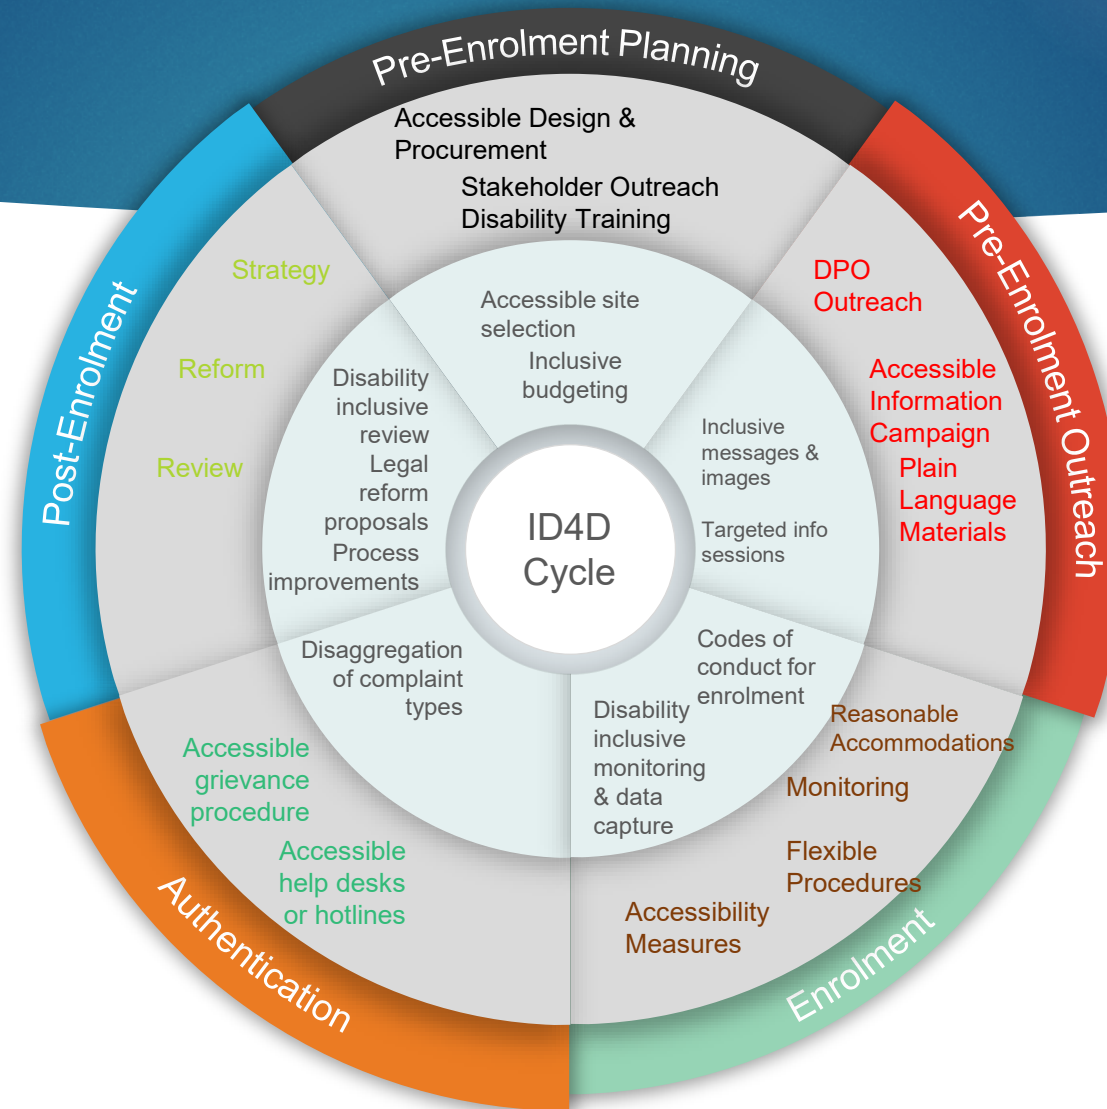 Pre-Enrolment Planning
Accessible Design &
Procurement
Stakeholder Outreach
Disability Training
Accessible site
selection
Inclusive
budgeting
Pre-Enrolment Outreach
DPO
Outreach
Accessible
Information
Campaign
Plain
Language
Materials
Inclusive
messages &
images
Targeted info
sessions
Enrolment
Reasonable
Accommodations
Monitoring
Flexible
Procedures
Accessibility
Measures
Codes of
conduct for
enrolment
Disability
inclusive
monitoring
& data
capture
Authentication
Accessible
grievance
procedure
Accessible
help desks
or hotlines
Disaggregation
of complaint
types
Post-Enrolment
Strategy
Reform
Review
Disability
inclusive
review
Legal
reform
proposals
Process
improvements
ID4D
Cycle